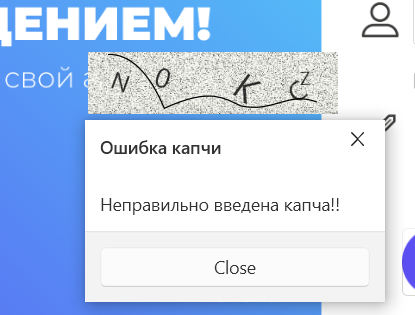 ДЕНИЕМ!
СВОЙ а
N O K C Z
Ошибка капчи
Неправильно введена капча!!
Close